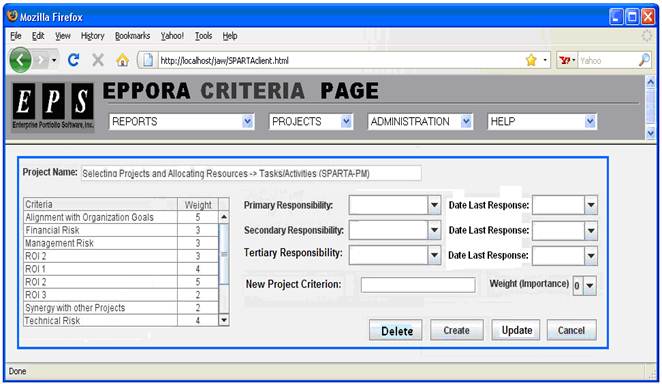 Mozilla Firefox
File Edit View History Bookmarks Yahoo! Tools Help
http://localhost/jaw/SPARTAclient.html
Y! Yahoo
EPS
Enterprise Portfolio Software, Inc.
EPPORA CRITERIA PAGE
REPORTS PROJECTS ADMINISTRATION HELP
Project Name: Selecting Projects and Allocating Resources -> Tasks/Activities (SPARTA-PM)
Criteria Weight
Alignment with Organization Goals 5
Financial Risk 3
Management Risk 3
ROI 2 3
ROI 1 4
ROI 2 5
ROI 3 2
Synergy with other Projects 2
Technical Risk 4
Primary Responsibility: Date Last Response:
Secondary Responsibility: Date Last Response:
Tertiary Responsibility: Date Last Response:
New Project Criterion: Weight (Importance) 0
Delete Create Update Cancel
Done